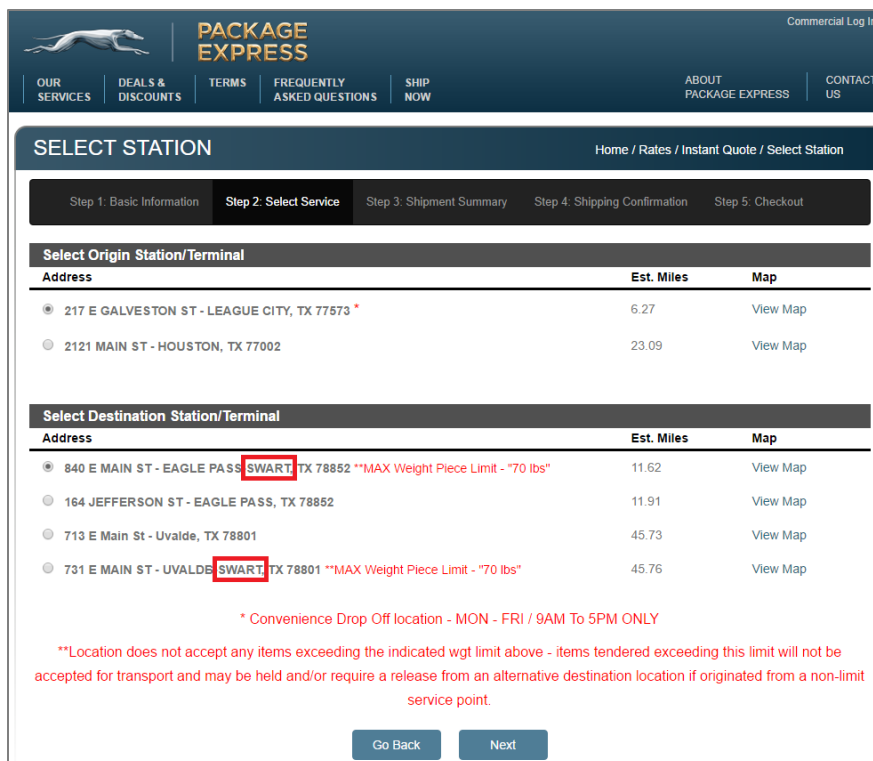 PACKAGE
EXPRESS
Commercial Log In
OUR SERVICES
DEALS & DISCOUNTS
TERMS
FREQUENTLY ASKED QUESTIONS
SHIP NOW
ABOUT PACKAGE EXPRESS
CONTACT US
SELECT STATION
Home / Rates / Instant Quote / Select Station
Step 1: Basic Information Step 2: Select Service Step 3: Shipment Summary Step 4: Shipping Confirmation Step 5: Checkout
Select Origin Station/Terminal
Address Est. Miles Map
217 E GALVESTON ST - LEAGUE CITY, TX 77573 * 6.27 View Map
2121 MAIN ST - HOUSTON, TX 77002 23.09 View Map
Select Destination Station/Terminal
Address Est. Miles Map
840 E MAIN ST - EAGLE PASS SWART, TX 78852 **MAX Weight Piece Limit - "70 lbs" 11.62 View Map
164 JEFFERSON ST - EAGLE PASS, TX 78852 11.91 View Map
713 E Main St - Uvalde, TX 78801 45.73 View Map
731 E MAIN ST - UVALDE SWART, TX 78801 **MAX Weight Piece Limit - "70 lbs" 45.76 View Map
* Convenience Drop Off location - MON - FRI / 9AM To 5PM ONLY
**Location does not accept any items exceeding the indicated wgt limit above - items tendered exceeding this limit will not be
accepted for transport and may be held and/or require a release from an alternative destination location if originated from a non-limit
service point.
Go Back Next